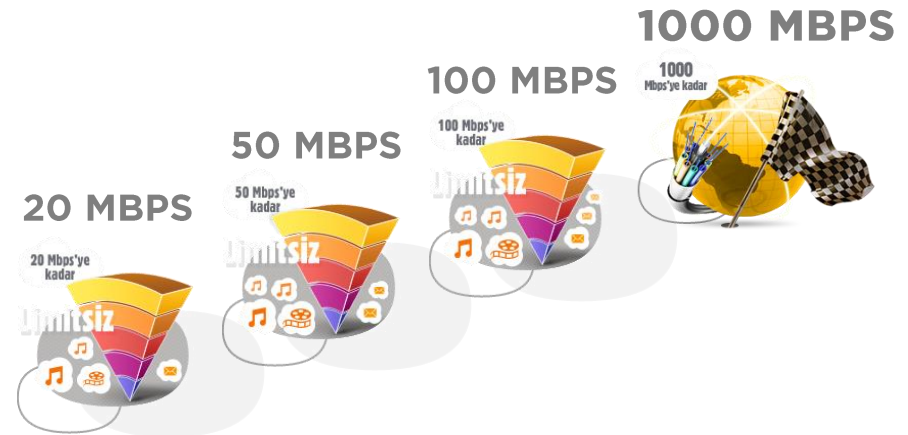 20 MBPS
20 Mbps'ye
kadar
Limitsiz
50 MBPS
50 Mbps'ye
kadar
Limitsiz
100 MBPS
100 Mbps'ye
kadar
Limitsiz
1000 MBPS
1000
Mbps'ye kadar